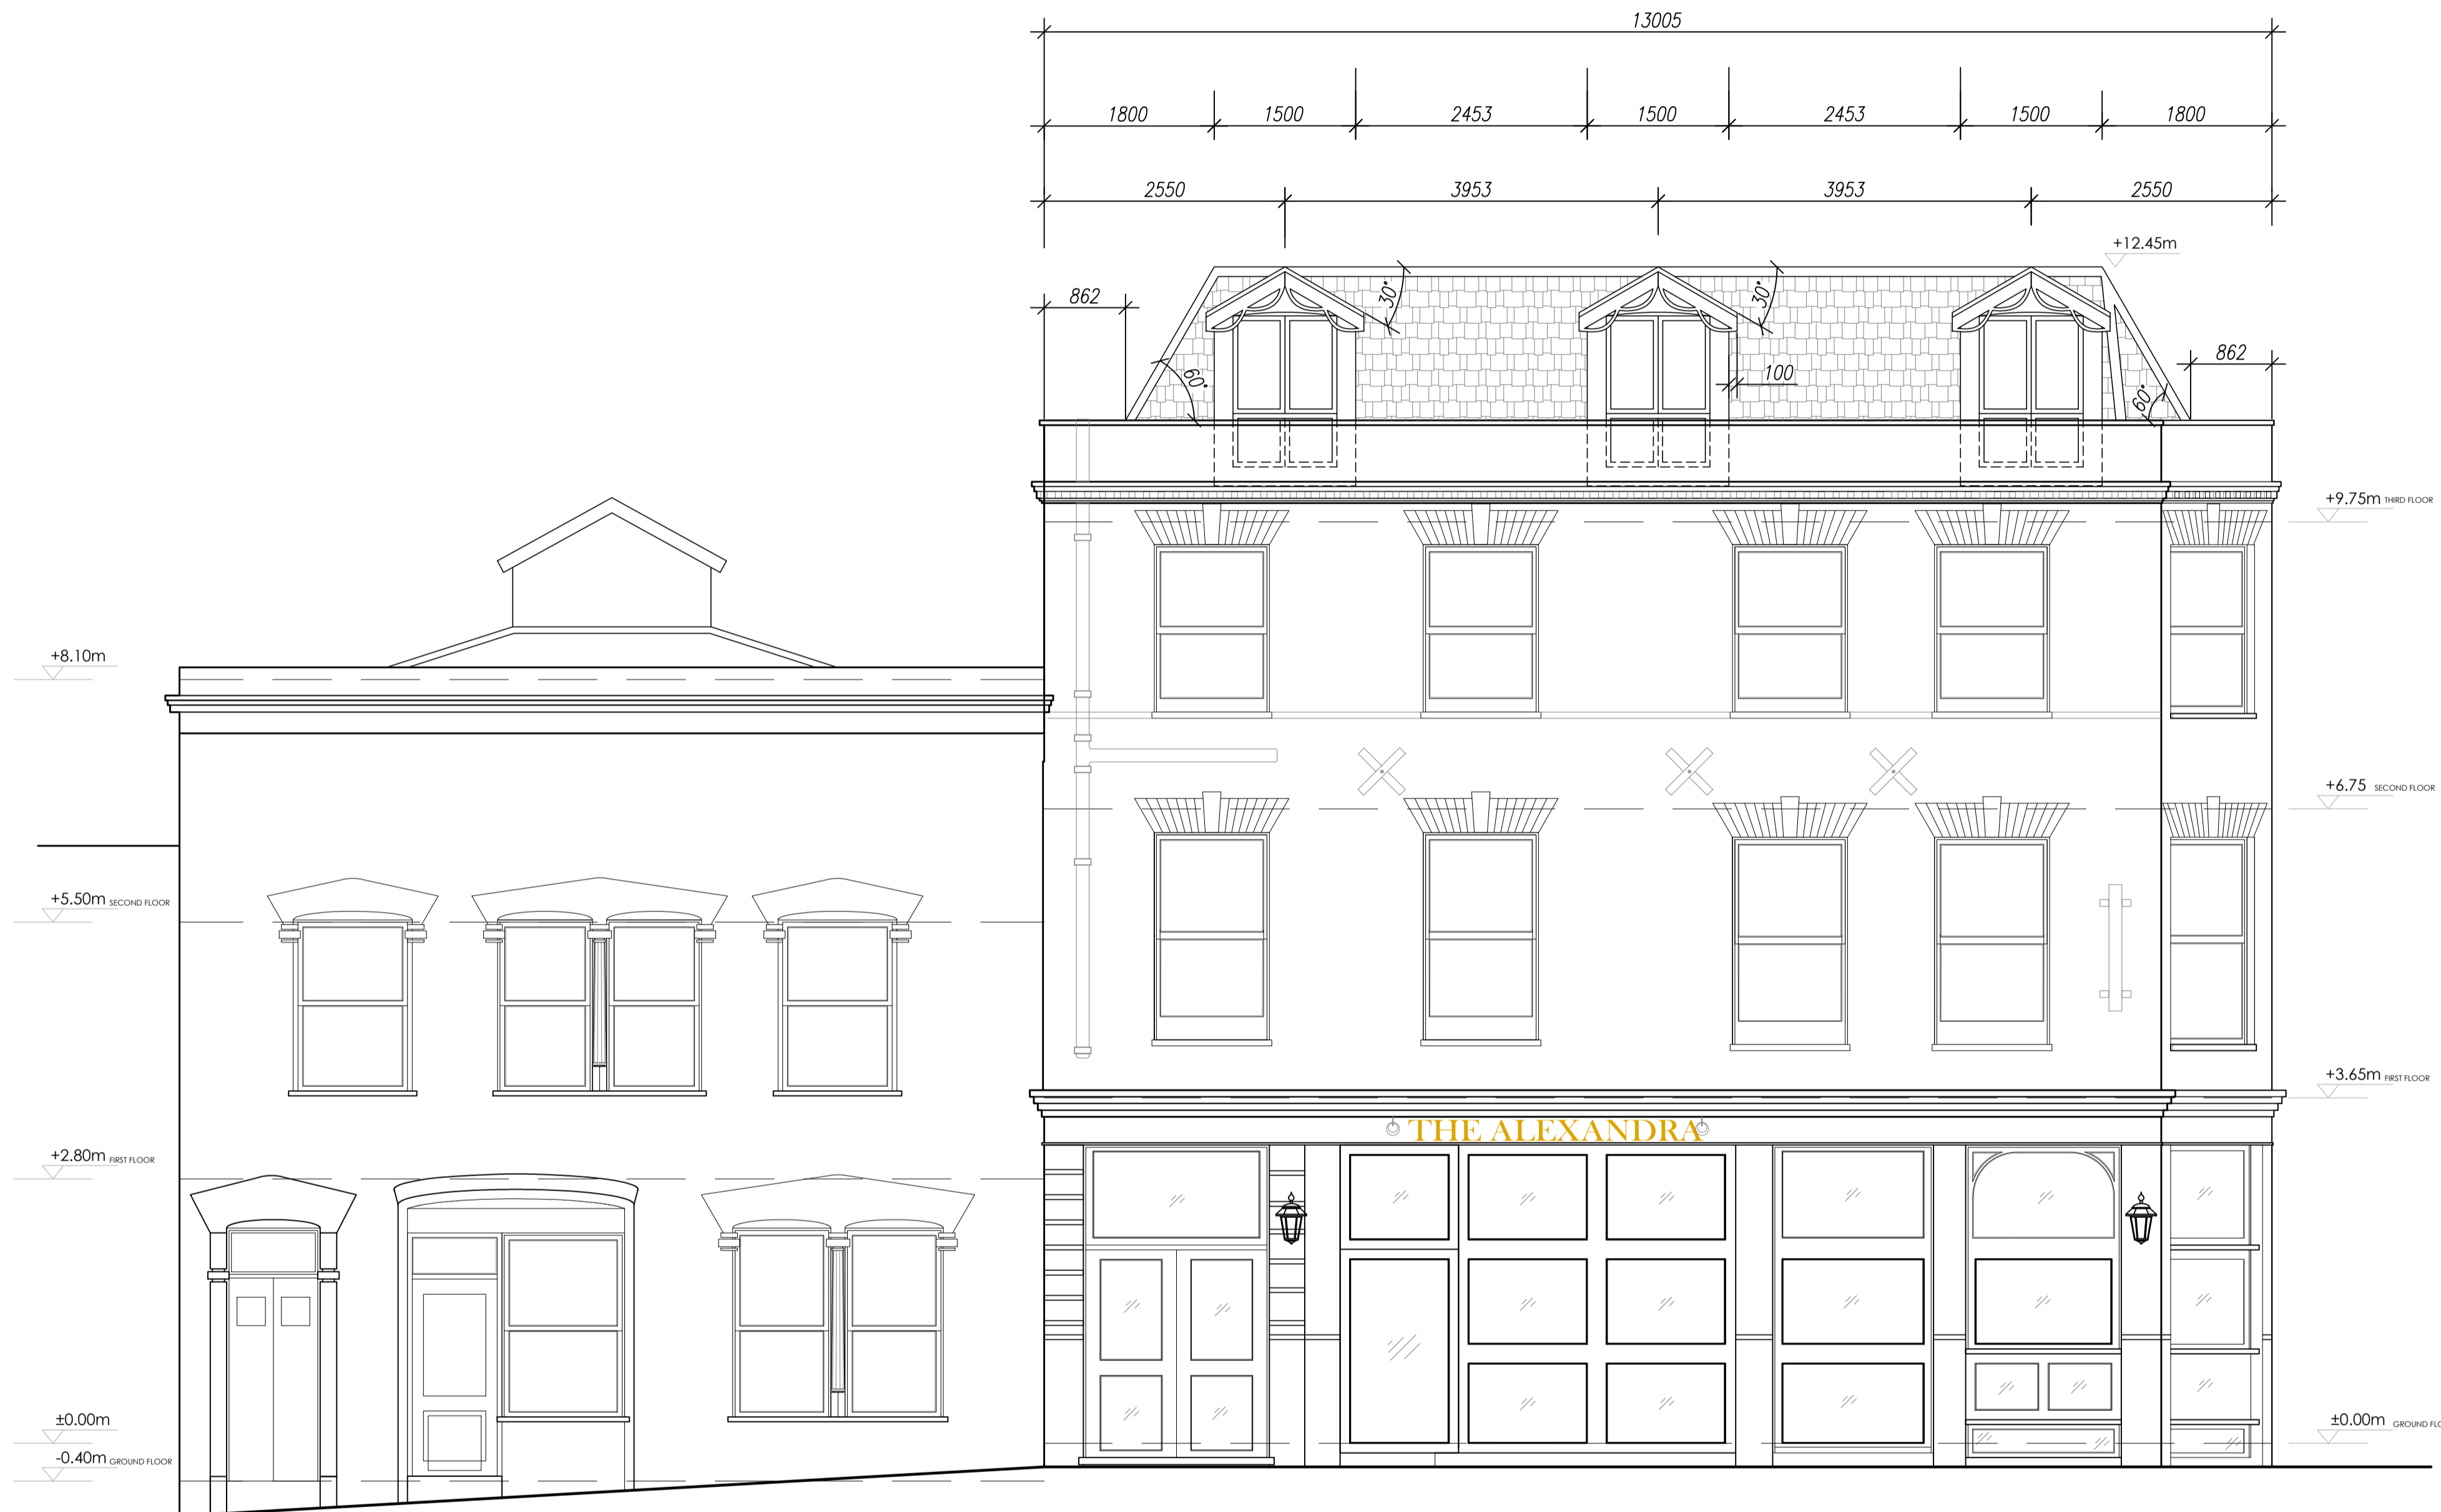 13005
1800 1500 2453 1500 2453 1500 1800
2550 3953 3953 2550
+12.45m
862
30°
30°
60°
100
862
60°
+9.75m THIRD FLOOR
+8.10m
+6.75 SECOND FLOOR
+5.50m SECOND FLOOR
+3.65m FIRST FLOOR
THE ALEXANDRA
+2.80m FIRST FLOOR
±0.00m
±0.00m GROUND FLO
-0.40m GROUND FLOOR